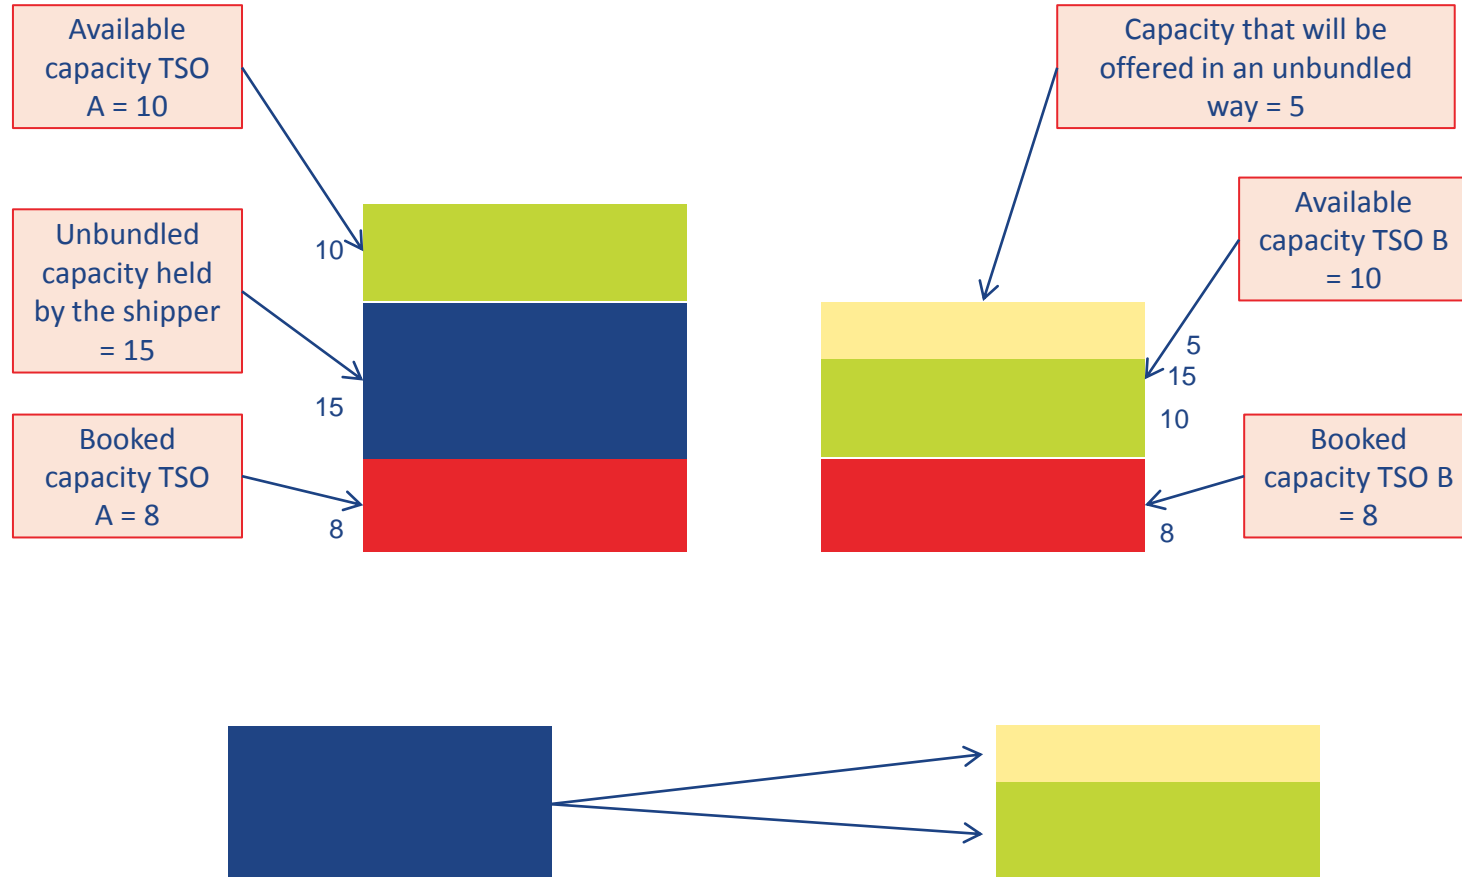 Available
capacity TSO
A = 10
Capacity that will be
offered in an unbundled
way = 5
Unbundled
capacity held
by the shipper
= 15
Available
capacity TSO B
= 10
Booked
capacity TSO
A = 8
Booked
capacity TSO B
= 8
10
15
8
5
15
10
8